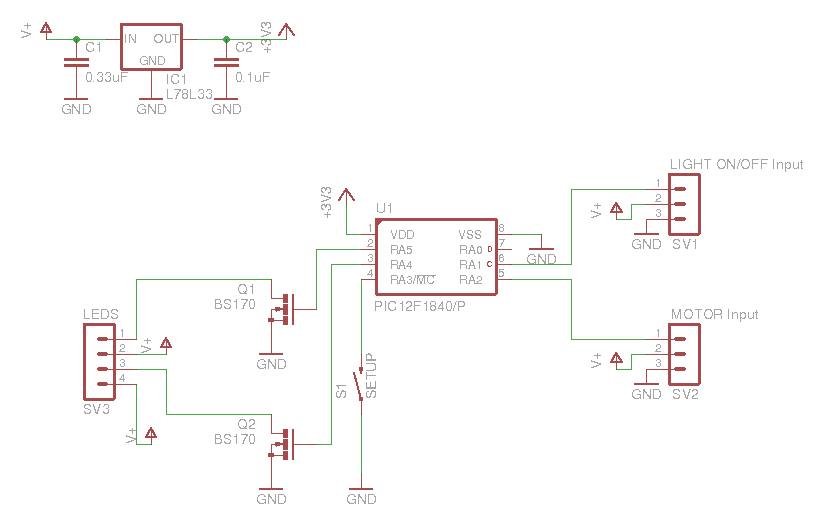 V+
C1
0.33uF
GND
IN OUT
GND
IC1
L78L33
GND
C2
0.1uF
GND
+3V3
LIGHT ON/OFF Input
1
2
3
V+
GND
SV1
+3V3
U1
1 VDD VSS 8
2 RA5 RA0 D 7
3 RA4 RA1 C 6
4 RA3/MC RA2 5
PIC12F1840/P
GND
Q1
BS170
GND
LEDS
1
2
3
4
SV3
V+
V+
MOTOR Input
1
2
3
V+
GND
SV2
S1
SETUP
GND
Q2
BS170
GND